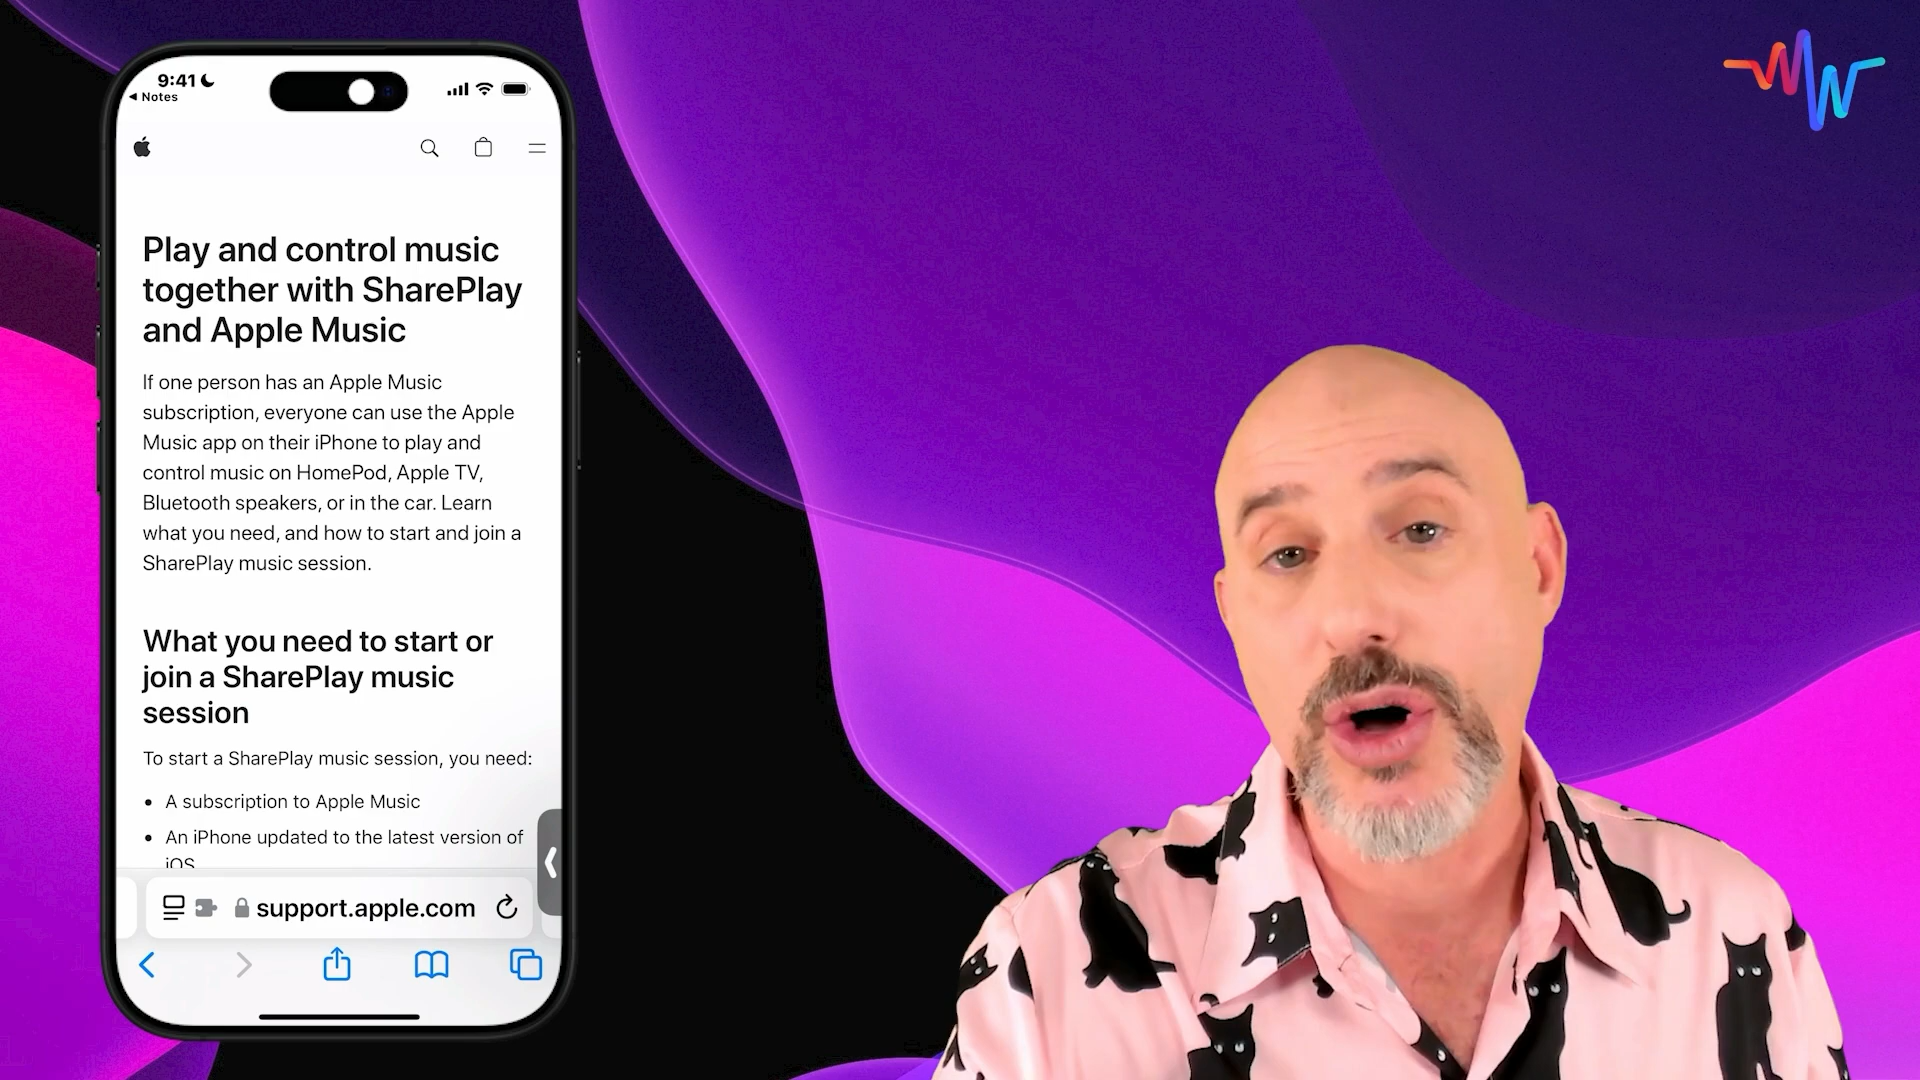 9:41
◀ Notes
Play and control music
together with SharePlay
and Apple Music
If one person has an Apple Music
subscription, everyone can use the Apple
Music app on their iPhone to play and
control music on HomePod, Apple TV,
Bluetooth speakers, or in the car. Learn
what you need, and how to start and join a
SharePlay music session.
What you need to start or
join a SharePlay music
session
To start a SharePlay music session, you need:
• A subscription to Apple Music
• An iPhone updated to the latest version of
iOS
support.apple.com